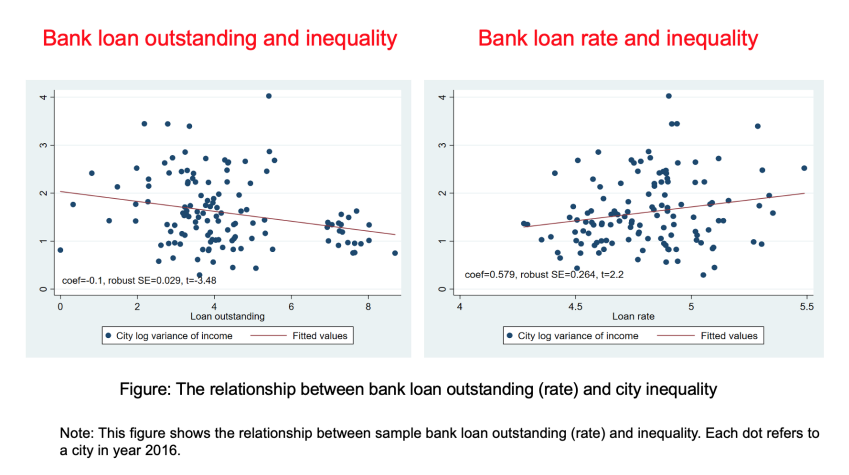 Bank loan outstanding and inequality
Bank loan rate and inequality
4
3
2
1
0
coef=-0.1, robust SE=0.029, t=-3.48
0 2 4 6 8
Loan outstanding
City log variance of income Fitted values
4
3
2
1
0
coef=0.579, robust SE=0.264, t=2.2
4 4.5 5 5.5
Loan rate
City log variance of income Fitted values
Figure: The relationship between bank loan outstanding (rate) and city inequality
Note: This figure shows the relationship between sample bank loan outstanding (rate) and inequality. Each dot refers to
a city in year 2016.